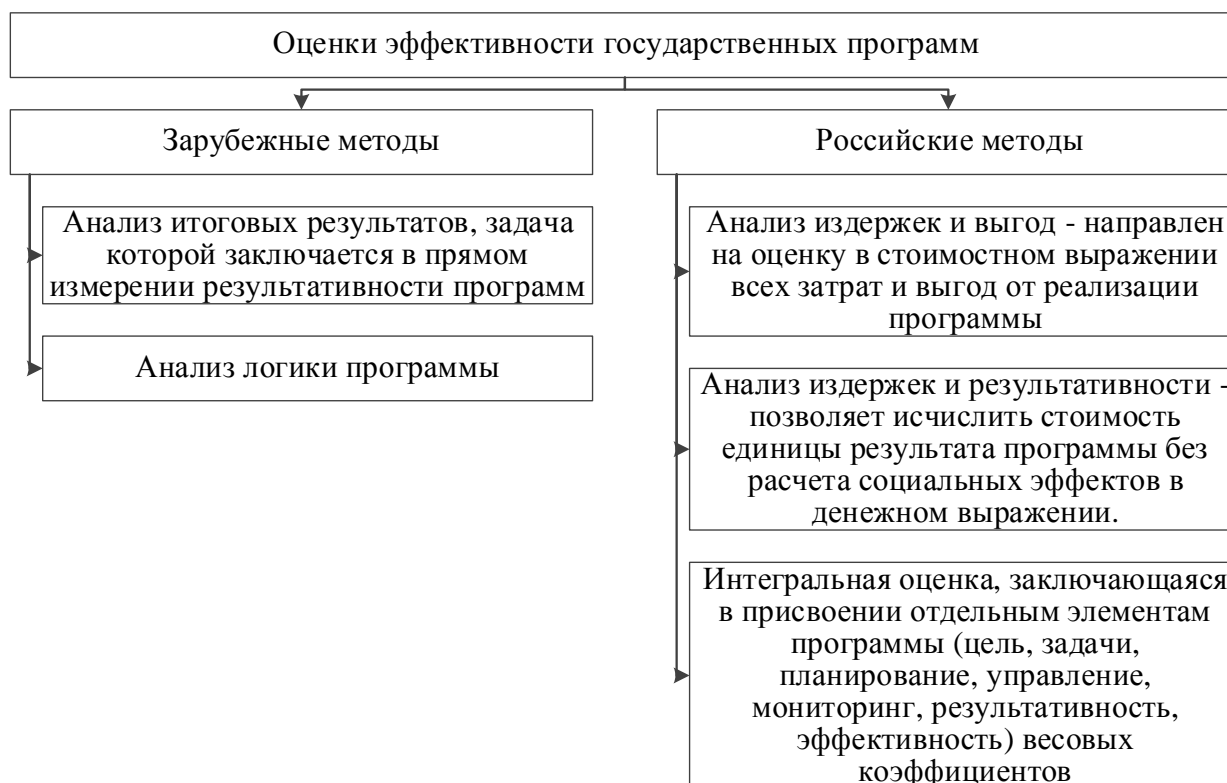 Оценки эффективности государственных программ
Зарубежные методы
Анализ итоговых результатов, задача
которой заключается в прямом
измерении результативности программ
Анализ логики программы
Российские методы
Анализ издержек и выгод - направлен
на оценку в стоимостном выражении
всех затрат и выгод от реализации
программы
Анализ издержек и результативности -
позволяет исчислить стоимость
единицы результата программы без
расчета социальных эффектов в
денежном выражении.
Интегральная оценка, заключающаяся
в присвоении отдельным элементам
программы (цель, задачи,
планирование, управление,
мониторинг, результативность,
эффективность) весовых
коэффициентов